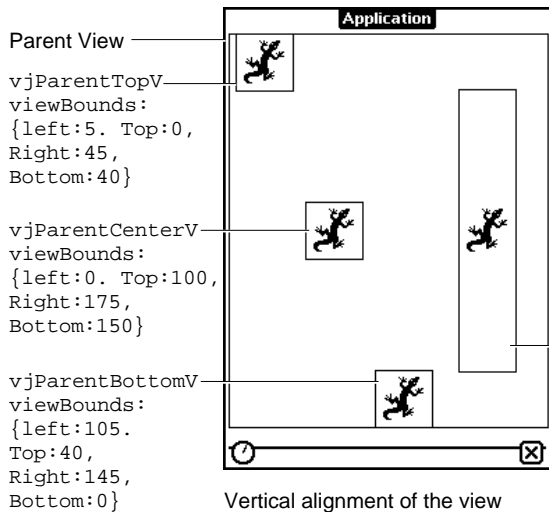 Application
Parent View
vjParentTopV
viewBounds:
{left:5. Top:0,
Right:45,
Bottom:40}
vjParentCenterV
viewBounds:
{left:0. Top:100,
Right:175,
Bottom:150}
vjParentBottomV
viewBounds:
{left:105.
Top:40,
Right:145,
Bottom:0}
Vertical alignment of the view